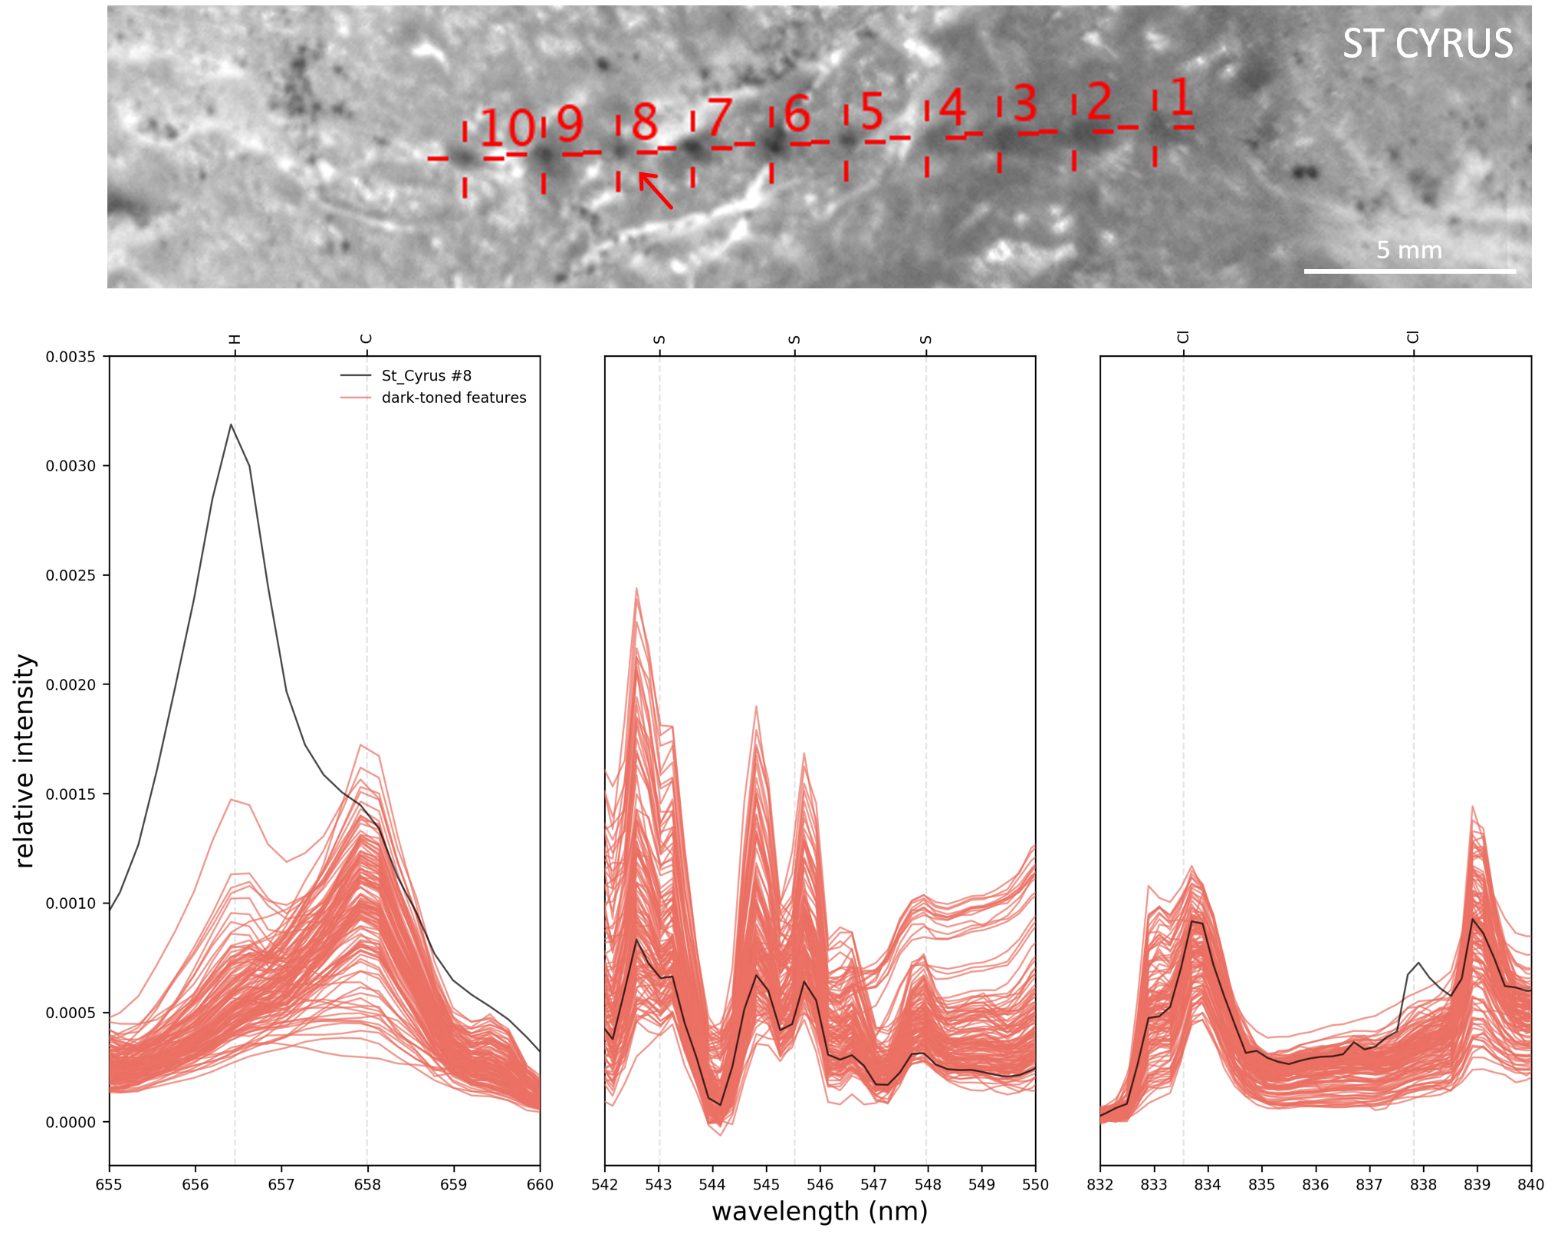 ST CYRUS
10 9 8 7 6 5 4 3 2 1
5 mm
H C S S S Cl Cl
St_Cyrus #8
dark-toned features
0.0035
0.0030
0.0025
0.0020
0.0015
0.0010
0.0005
0.0000
relative intensity
655 656 657 658 659 660 542 543 544 545 546 547 548 549 550 832 833 834 835 836 837 838 839 840
wavelength (nm)